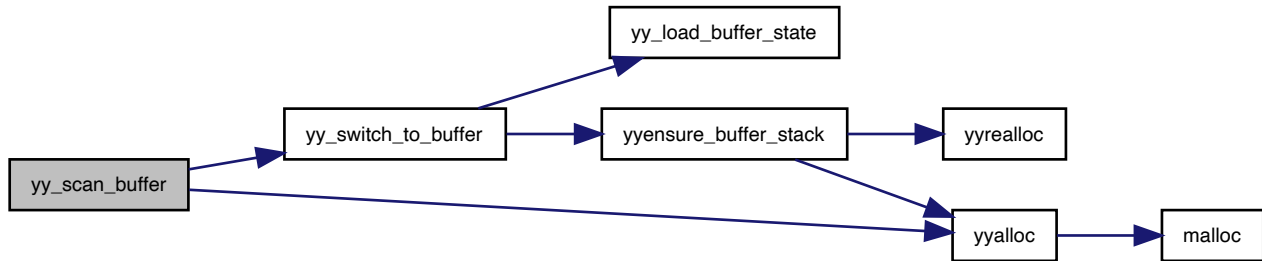 yy_load_buffer_state
yy_switch_to_buffer
yyensure_buffer_stack
yyrealloc
yy_scan_buffer
yyalloc
malloc